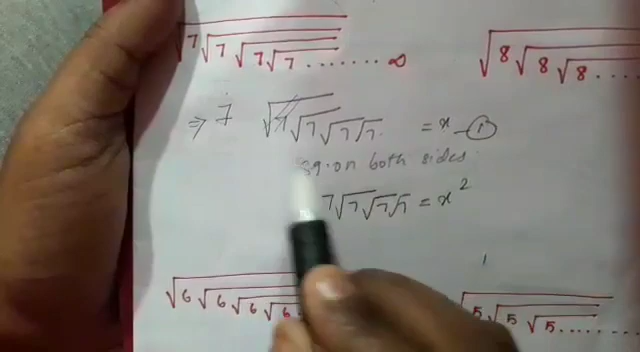 √7√7√7√7.......∞
√8√8√8....
⇒ 7 √7√7√7√7. = x —①
sq. on both sides.
7√7√7√7 = x²
√6√6√6√6
√5√5√5.......